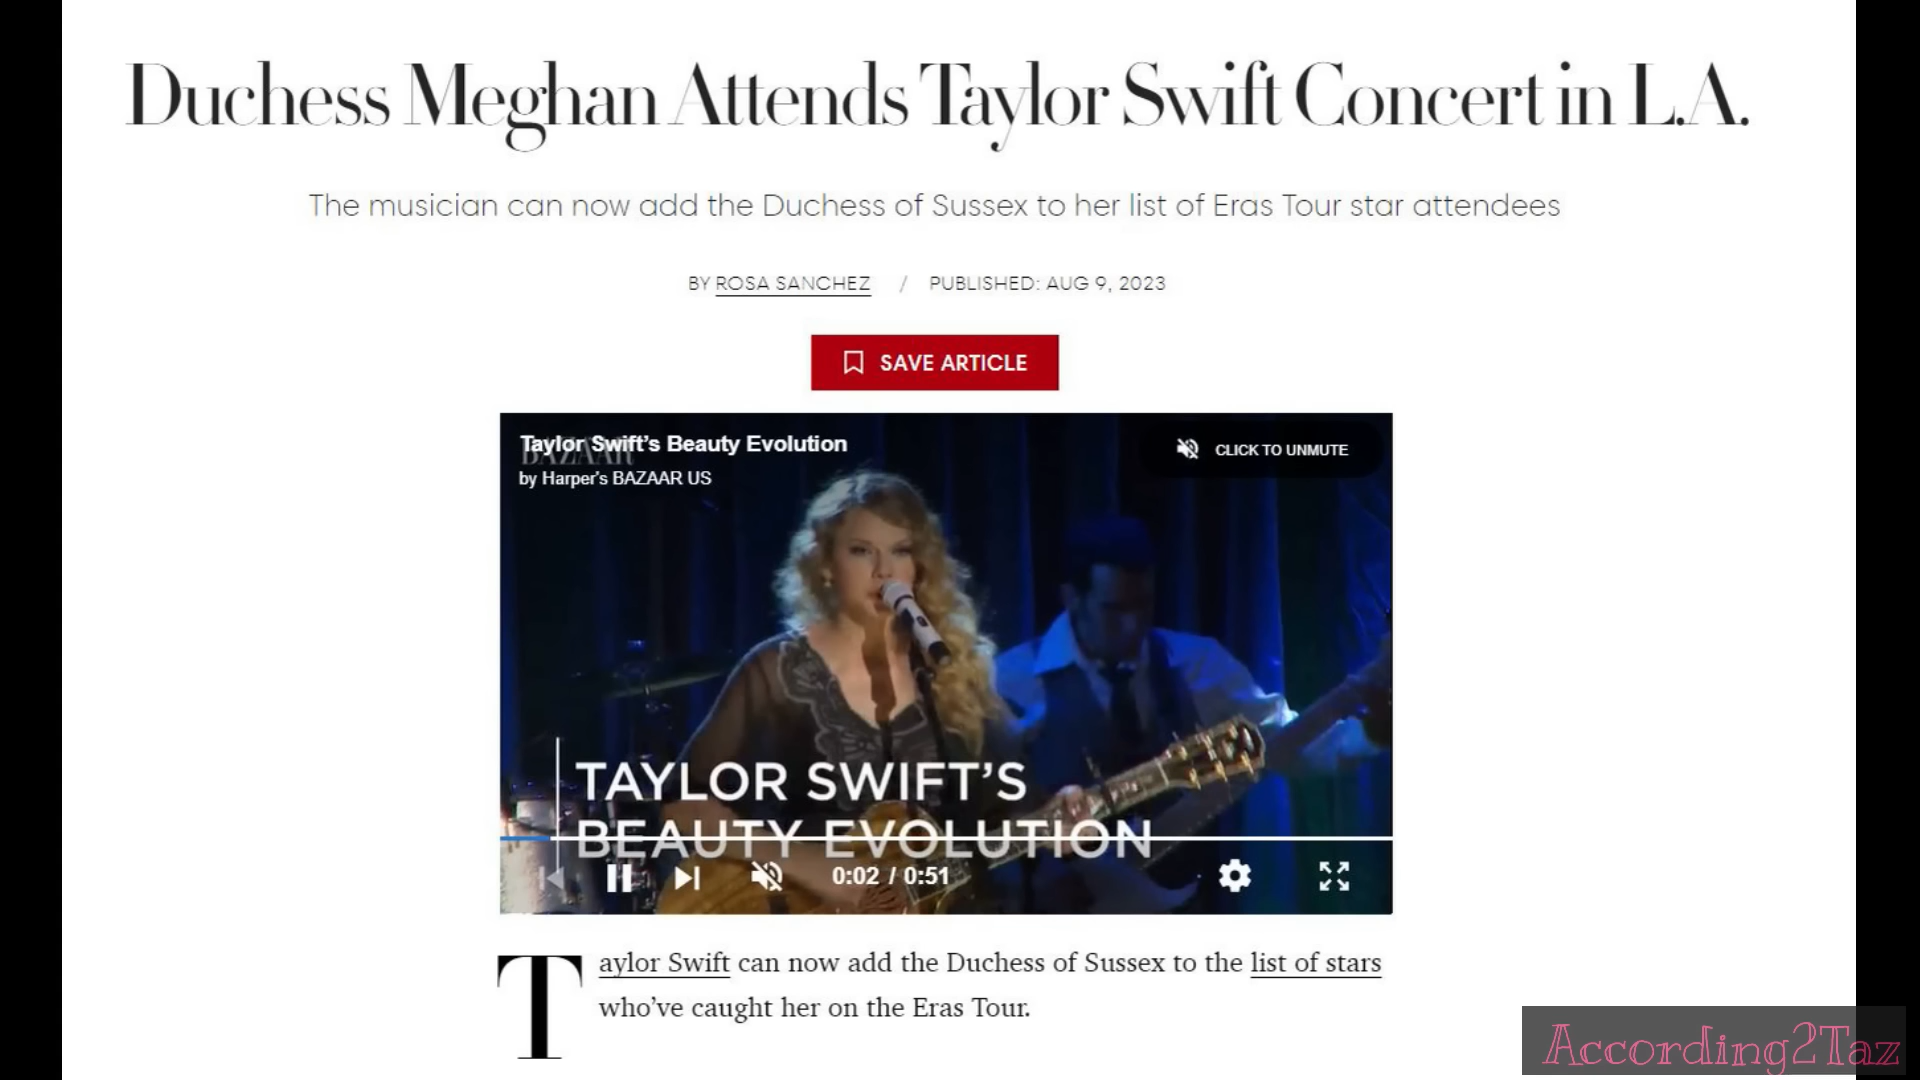 Duchess Meghan Attends Taylor Swift Concert in L.A.
The musician can now add the Duchess of Sussex to her list of Eras Tour star attendees
BY ROSA SANCHEZ / PUBLISHED: AUG 9, 2023
SAVE ARTICLE
Taylor Swift's Beauty Evolution
BAZAAR
by Harper's BAZAAR US
CLICK TO UNMUTE
TAYLOR SWIFT'S
BEAUTY EVOLUTION
0:02 / 0:51
Taylor Swift can now add the Duchess of Sussex to the list of stars
who've caught her on the Eras Tour.
According2Taz